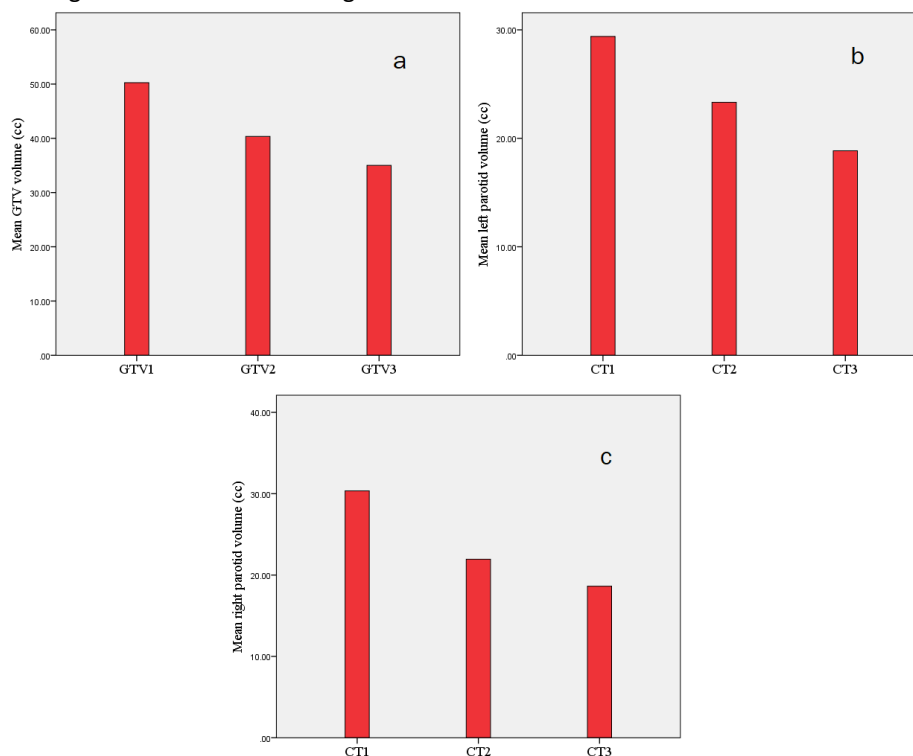 a
Mean GTV volume (cc)
60.00
50.00
40.00
30.00
20.00
10.00
.00
GTV1 GTV2 GTV3
b
Mean left parotid volume (cc)
30.00
20.00
10.00
.00
CT1 CT2 CT3
c
Mean right parotid volume (cc)
40.00
30.00
20.00
10.00
.00
CT1 CT2 CT3